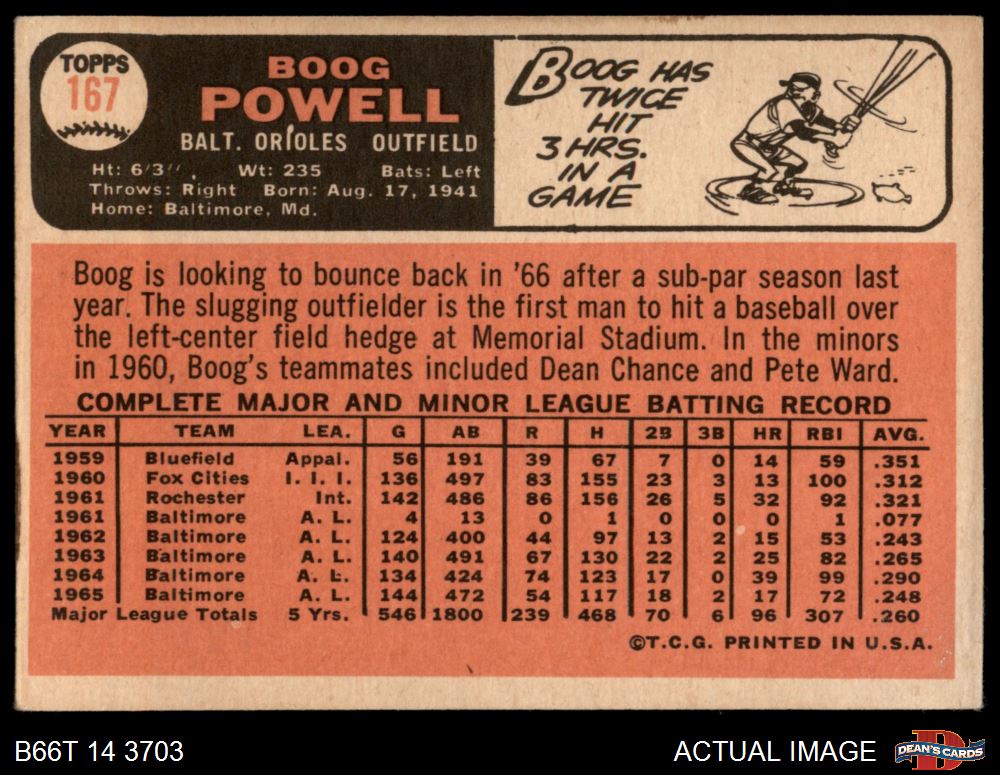 TOPPS
167
BOOG
POWELL
BALT. ORIOLES OUTFIELD
Ht: 6'3" Wt: 235 Bats: Left
Throws: Right Born: Aug. 17, 1941
Home: Baltimore, Md.
BOOG HAS
TWICE
HIT
3 HRS.
IN A
GAME
Boog is looking to bounce back in '66 after a sub-par season last
year. The slugging outfielder is the first man to hit a baseball over
the left-center field hedge at Memorial Stadium. In the minors
in 1960, Boog's teammates included Dean Chance and Pete Ward.
COMPLETE MAJOR AND MINOR LEAGUE BATTING RECORD
YEAR TEAM LEA. G AB R H 2B 3B HR RBI AVG.
1959 Bluefield Appal. 56 191 39 67 7 0 14 59 .351
1960 Fox Cities I. I. I. 136 497 83 155 23 3 13 100 .312
1961 Rochester Int. 142 486 86 156 26 5 32 92 .321
1961 Baltimore A. L. 4 13 0 1 0 0 0 1 .077
1962 Baltimore A. L. 124 400 44 97 13 2 15 53 .243
1963 Baltimore A. L. 140 491 67 130 22 2 25 82 .265
1964 Baltimore A. L. 134 424 74 123 17 0 39 99 .290
1965 Baltimore A. L. 144 472 54 117 18 2 17 72 .248
Major League Totals 5 Yrs. 546 1800 239 468 70 6 96 307 .260
©T.C.G. PRINTED IN U.S.A.
B66T 14 3703
ACTUAL IMAGE
DEAN'S CARDS